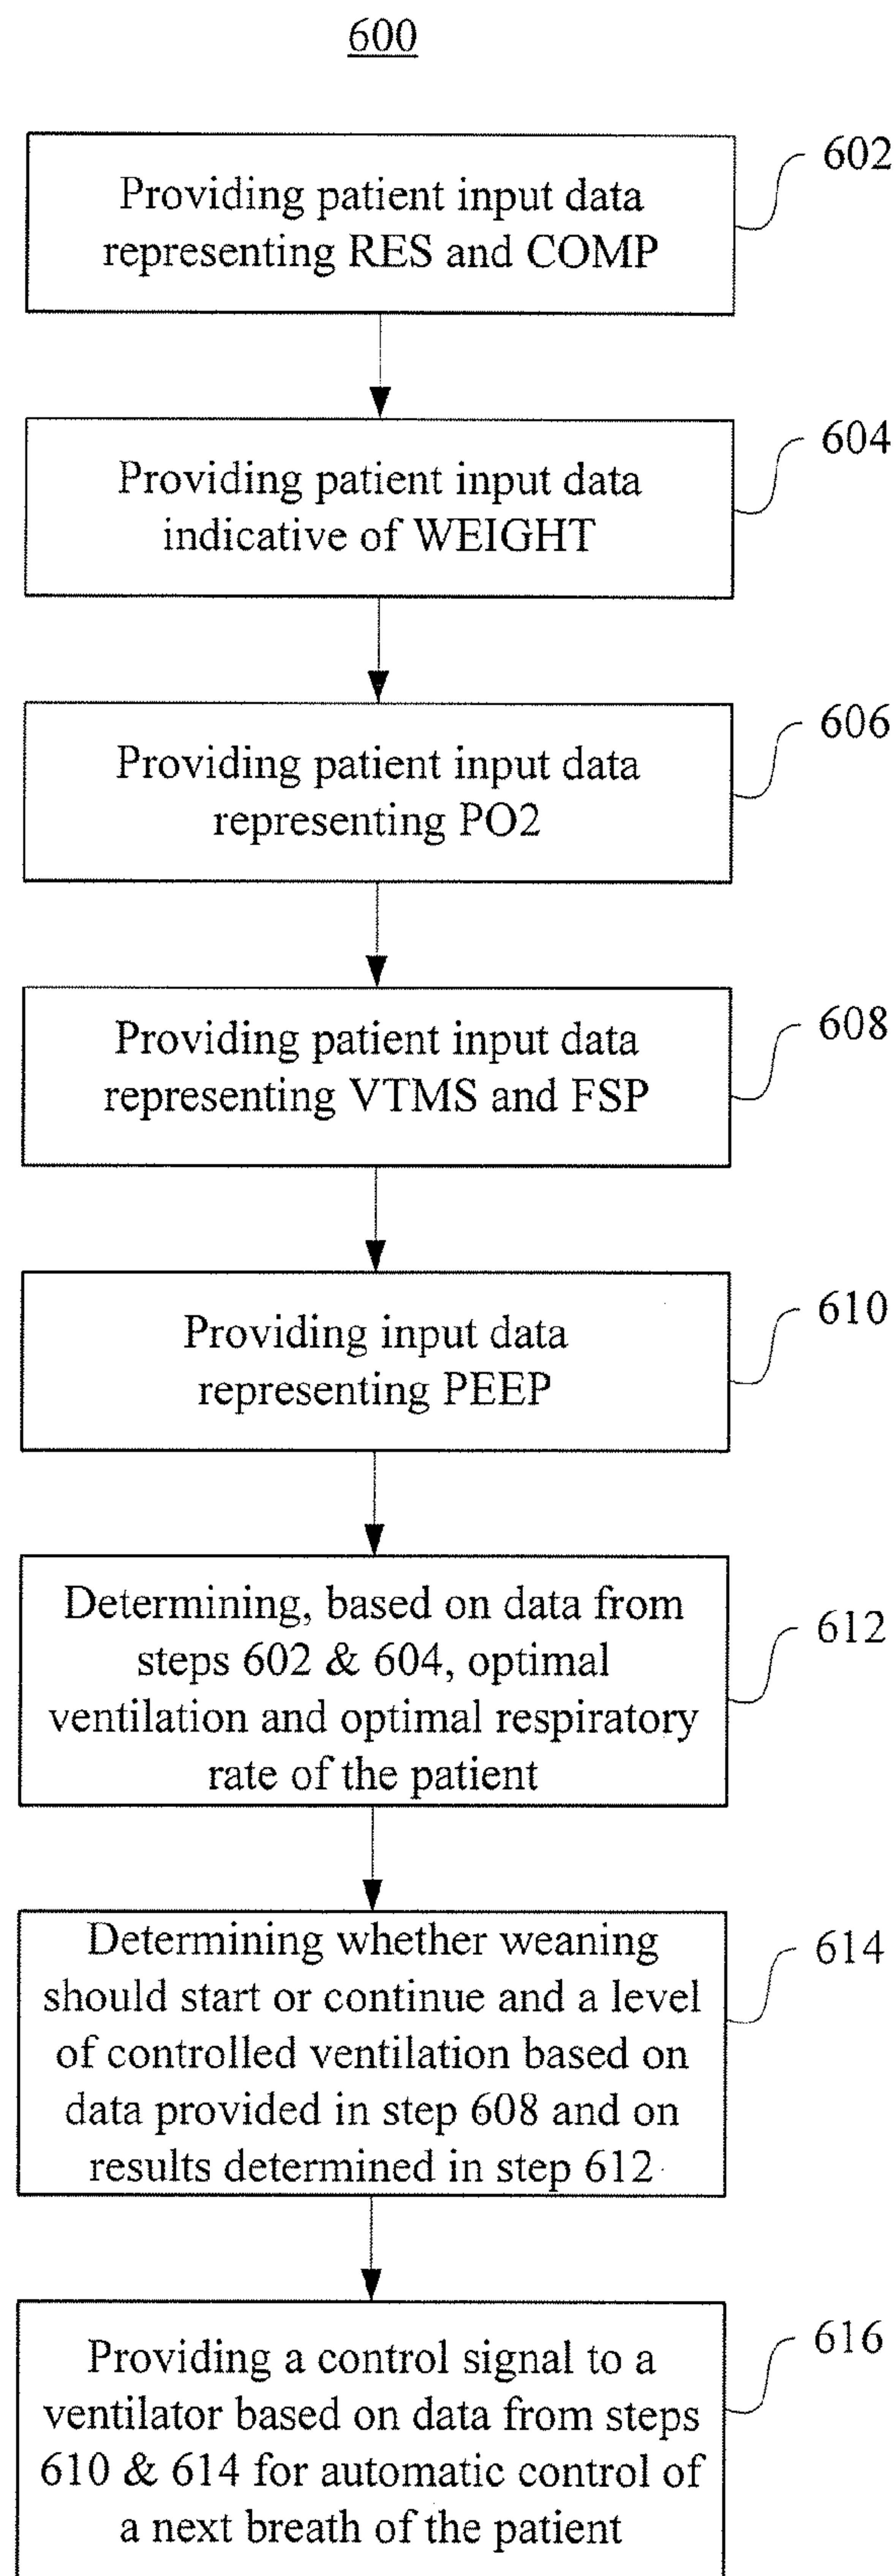 600
Providing patient input data
representing RES and COMP
602
Providing patient input data
indicative of WEIGHT
604
Providing patient input data
representing PO2
606
Providing patient input data
representing VTMS and FSP
608
Providing input data
representing PEEP
610
Determining, based on data from
steps 602 & 604, optimal
ventilation and optimal respiratory
rate of the patient
612
Determining whether weaning
should start or continue and a level
of controlled ventilation based on
data provided in step 608 and on
results determined in step 612
614
Providing a control signal to a
ventilator based on data from steps
610 & 614 for automatic control of
a next breath of the patient
616